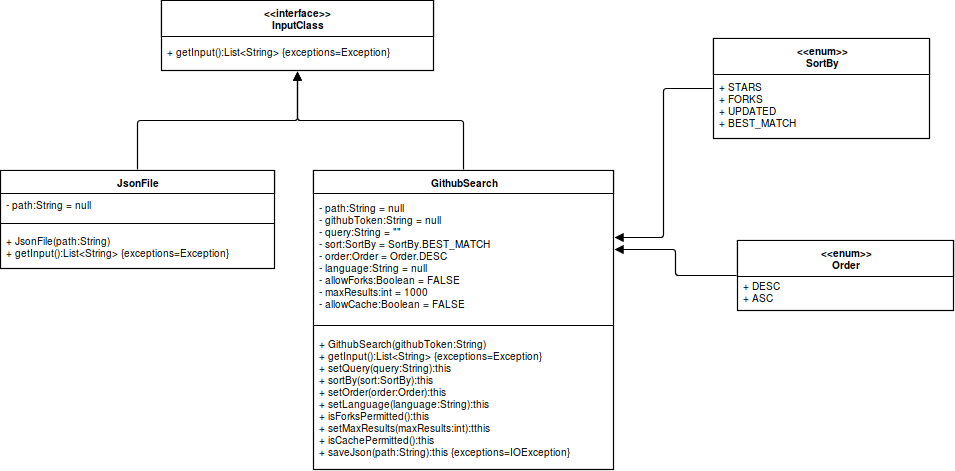 <<interface>>
InputClass
+ getInput():List<String> {exceptions=Exception}
<<enum>>
SortBy
+ STARS
+ FORKS
+ UPDATED
+ BEST_MATCH
JsonFile
- path:String = null
+ JsonFile(path:String)
+ getInput():List<String> {exceptions=Exception}
GithubSearch
- path:String = null
- githubToken:String = null
- query:String = ""
- sort:SortBy = SortBy.BEST_MATCH
- order:Order = Order.DESC
- language:String = null
- allowForks:Boolean = FALSE
- maxResults:int = 1000
- allowCache:Boolean = FALSE
+ GithubSearch(githubToken:String)
+ getInput():List<String> {exceptions=Exception}
+ setQuery(query:String):this
+ sortBy(sort:SortBy):this
+ setOrder(order:Order):this
+ setLanguage(language:String):this
+ isForksPermitted():this
+ setMaxResults(maxResults:int):tthis
+ isCachePermitted():this
+ saveJson(path:String):this {exceptions=IOException}
<<enum>>
Order
+ DESC
+ ASC